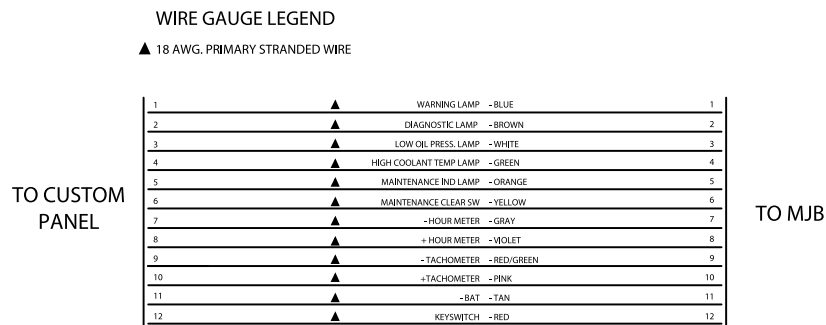 WIRE GAUGE LEGEND
▲ 18 AWG. PRIMARY STRANDED WIRE
TO CUSTOM
PANEL
1 ▲ WARNING LAMP - BLUE 1
2 ▲ DIAGNOSTIC LAMP - BROWN 2
3 ▲ LOW OIL PRESS. LAMP - WHITE 3
4 ▲ HIGH COOLANT TEMP LAMP - GREEN 4
5 ▲ MAINTENANCE IND LAMP - ORANGE 5
6 ▲ MAINTENANCE CLEAR SW - YELLOW 6
7 ▲ - HOUR METER - GRAY 7
8 ▲ + HOUR METER - VIOLET 8
9 ▲ - TACHOMETER - RED/GREEN 9
10 ▲ +TACHOMETER - PINK 10
11 ▲ - BAT - TAN 11
12 ▲ KEYSWITCH - RED 12
TO MJB